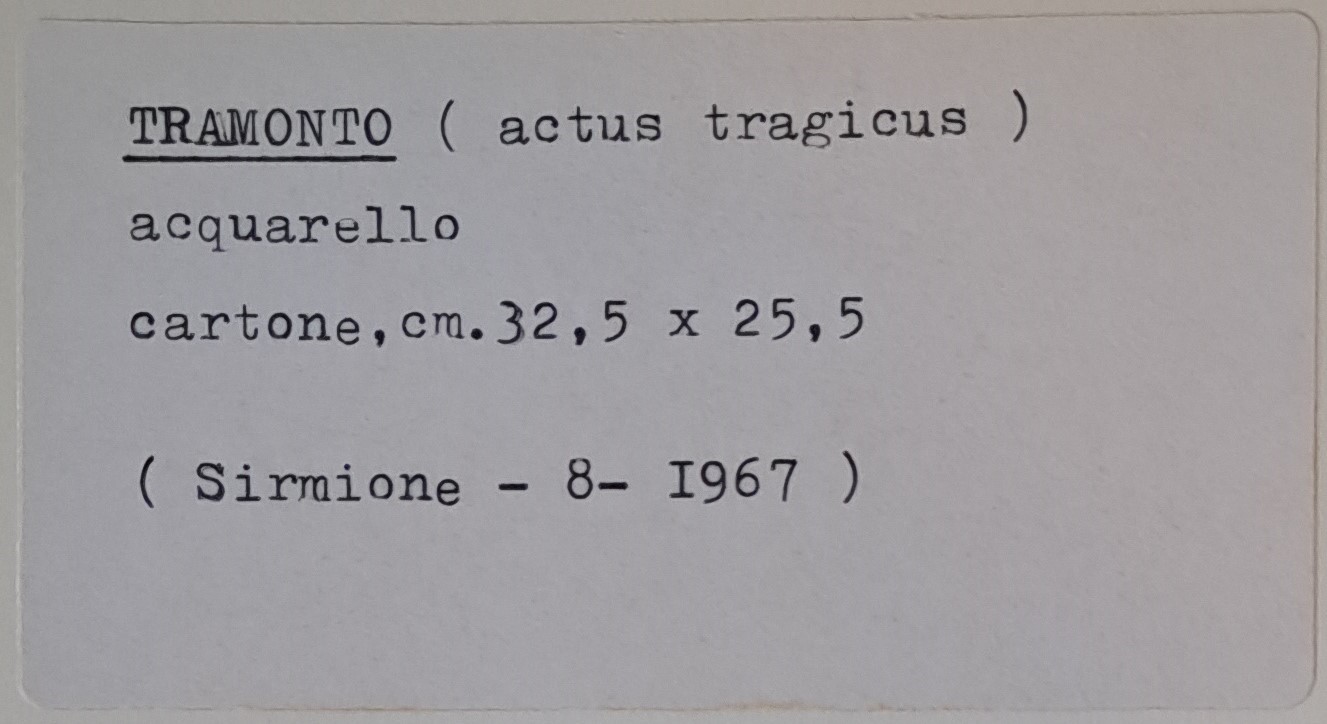 TRAMONTO ( actus tragicus )
acquarello
cartone,cm.32,5 x 25,5
( Sirmione - 8- I967 )